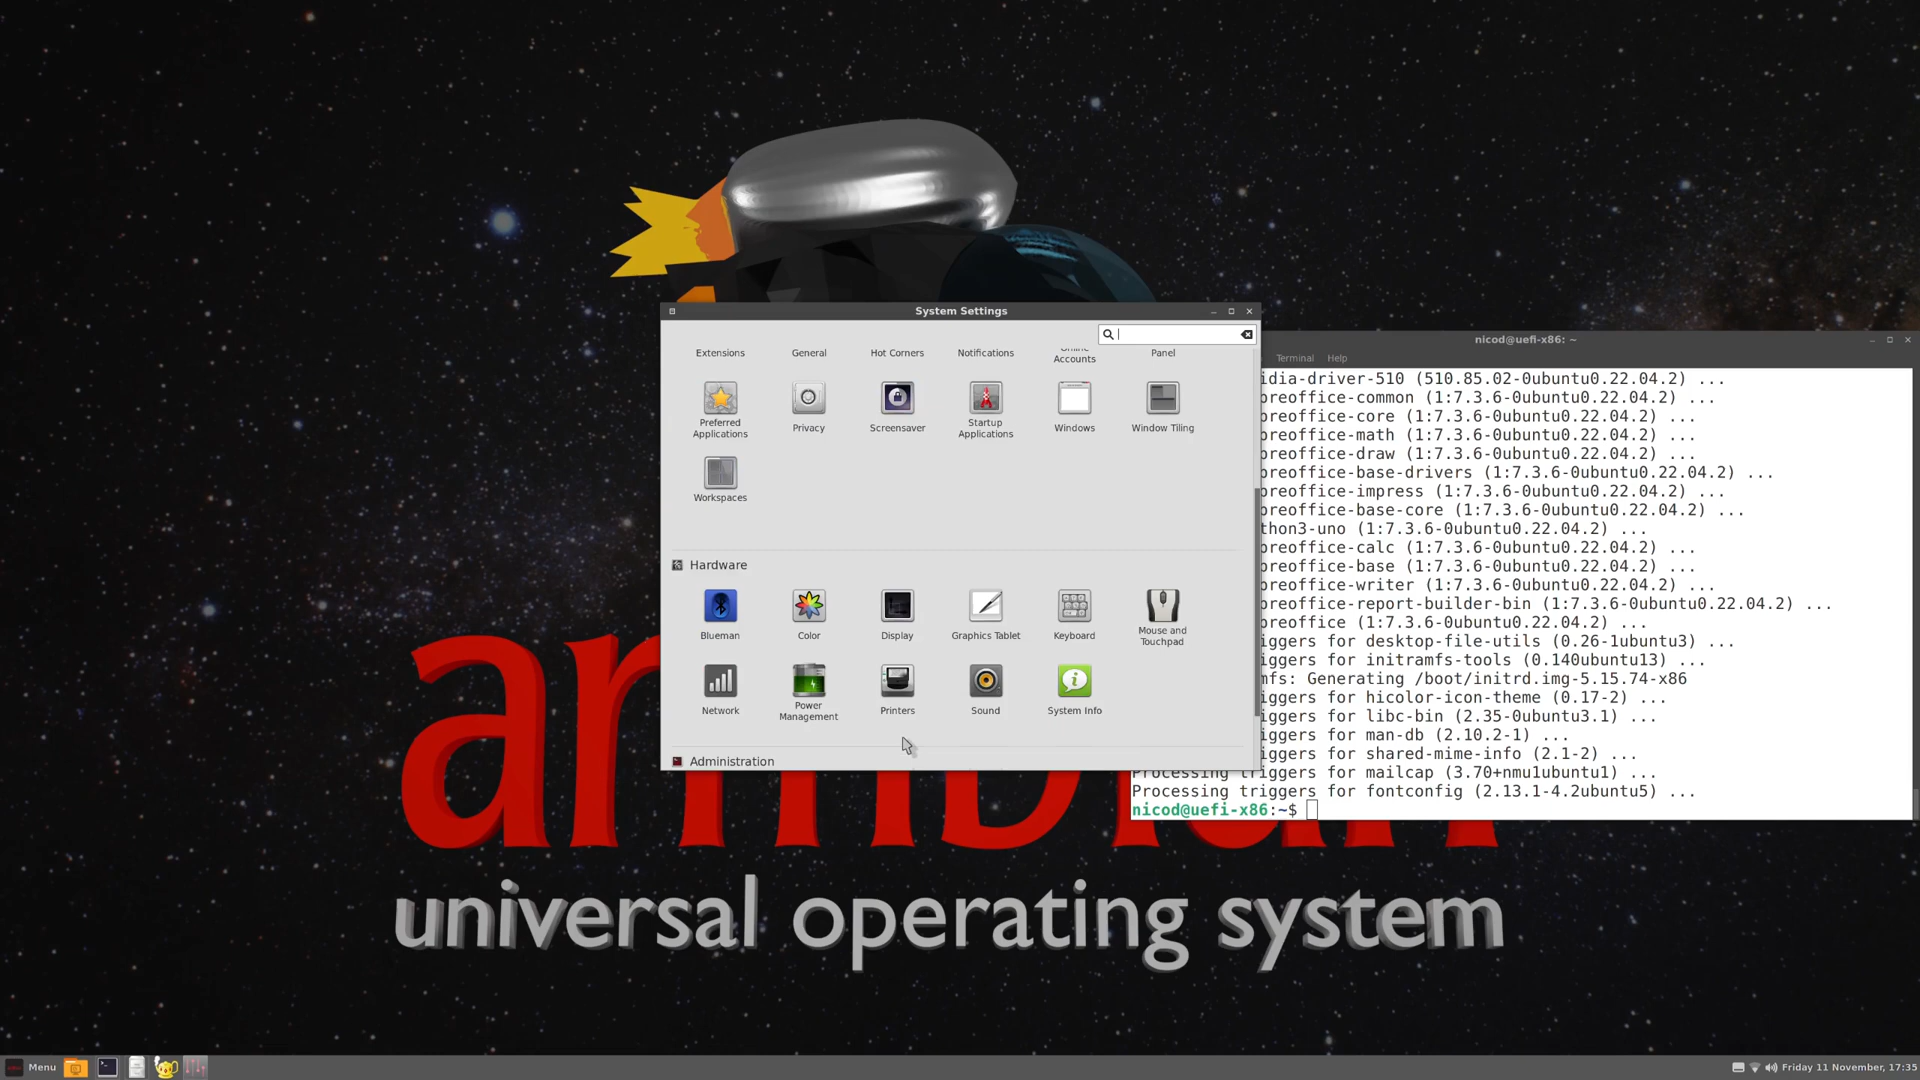 System Settings
Extensions
General
Hot Corners
Notifications
Online
Accounts
Panel
Preferred
Applications
Privacy
Screensaver
Startup
Applications
Windows
Window Tiling
Workspaces
Hardware
Blueman
Color
Display
Graphics Tablet
Keyboard
Mouse and
Touchpad
Network
Power
Management
Printers
Sound
System Info
Administration
nicod@uefi-x86: ~
Terminal Help
idia-driver-510 (510.85.02-0ubuntu0.22.04.2) ...
breoffice-common (1:7.3.6-0ubuntu0.22.04.2) ...
breoffice-core (1:7.3.6-0ubuntu0.22.04.2) ...
breoffice-math (1:7.3.6-0ubuntu0.22.04.2) ...
breoffice-draw (1:7.3.6-0ubuntu0.22.04.2) ...
breoffice-base-drivers (1:7.3.6-0ubuntu0.22.04.2) ...
breoffice-impress (1:7.3.6-0ubuntu0.22.04.2) ...
breoffice-base-core (1:7.3.6-0ubuntu0.22.04.2) ...
thon3-uno (1:7.3.6-0ubuntu0.22.04.2) ...
breoffice-calc (1:7.3.6-0ubuntu0.22.04.2) ...
breoffice-base (1:7.3.6-0ubuntu0.22.04.2) ...
breoffice-writer (1:7.3.6-0ubuntu0.22.04.2) ...
breoffice-report-builder-bin (1:7.3.6-0ubuntu0.22.04.2) ...
breoffice (1:7.3.6-0ubuntu0.22.04.2) ...
iggers for desktop-file-utils (0.26-1ubuntu3) ...
iggers for initramfs-tools (0.140ubuntu13) ...
mfs: Generating /boot/initrd.img-5.15.74-x86
iggers for hicolor-icon-theme (0.17-2) ...
iggers for libc-bin (2.35-0ubuntu3.1) ...
iggers for man-db (2.10.2-1) ...
iggers for shared-mime-info (2.1-2) ...
Processing triggers for mailcap (3.70+nmu1ubuntu1) ...
Processing triggers for fontconfig (2.13.1-4.2ubuntu5) ...
nicod@uefi-x86:~$
armbian
universal operating system
Menu
Friday 11 November, 17:35